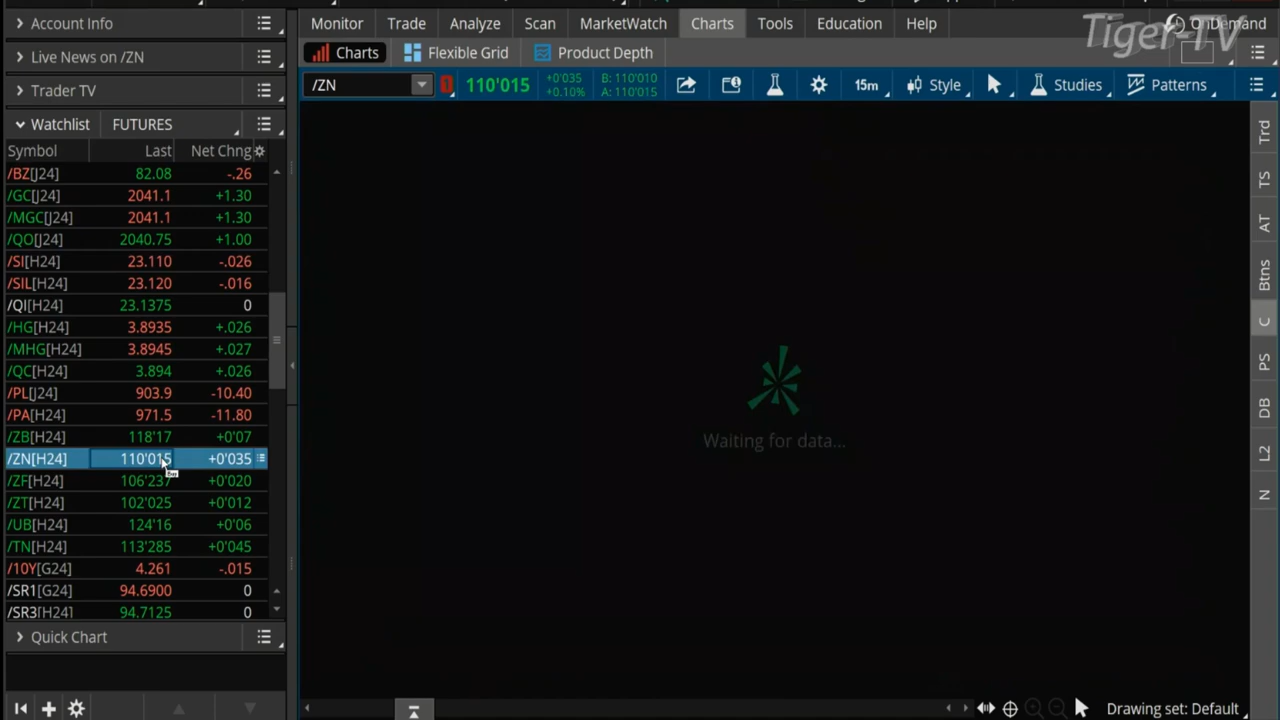 Account Info
Live News on /ZN
Trader TV
Watchlist FUTURES
Symbol Last Net Chng
/BZ[J24] 82.08 -.26
/GC[J24] 2041.1 +1.30
/MGC[J24] 2041.1 +1.30
/QO[J24] 2040.75 +1.00
/SI[H24] 23.110 -.026
/SIL[H24] 23.120 -.016
/QI[H24] 23.1375 0
/HG[H24] 3.8935 +.026
/MHG[H24] 3.8945 +.027
/QC[H24] 3.894 +.026
/PL[J24] 903.9 -10.40
/PA[H24] 971.5 -11.80
/ZB[H24] 118'17 +0'07
/ZN[H24] 110'015 +0'035
/ZF[H24] 106'237 +0'020
/ZT[H24] 102'025 +0'012
/UB[H24] 124'16 +0'06
/TN[H24] 113'285 +0'045
/10Y[G24] 4.261 -.015
/SR1[G24] 94.6900 0
/SR3[H24] 94.7125 0
Quick Chart
Monitor Trade Analyze Scan MarketWatch Charts Tools Education Help OnDemand
Tiger-TV
Charts Flexible Grid Product Depth
/ZN 1 110'015 +0'035 +0.10% B: 110'010 A: 110'015 15m Style Studies Patterns
Waiting for data...
Trd
TS
AT
Btns
C
PS
DB
L2
N
Drawing set: Default